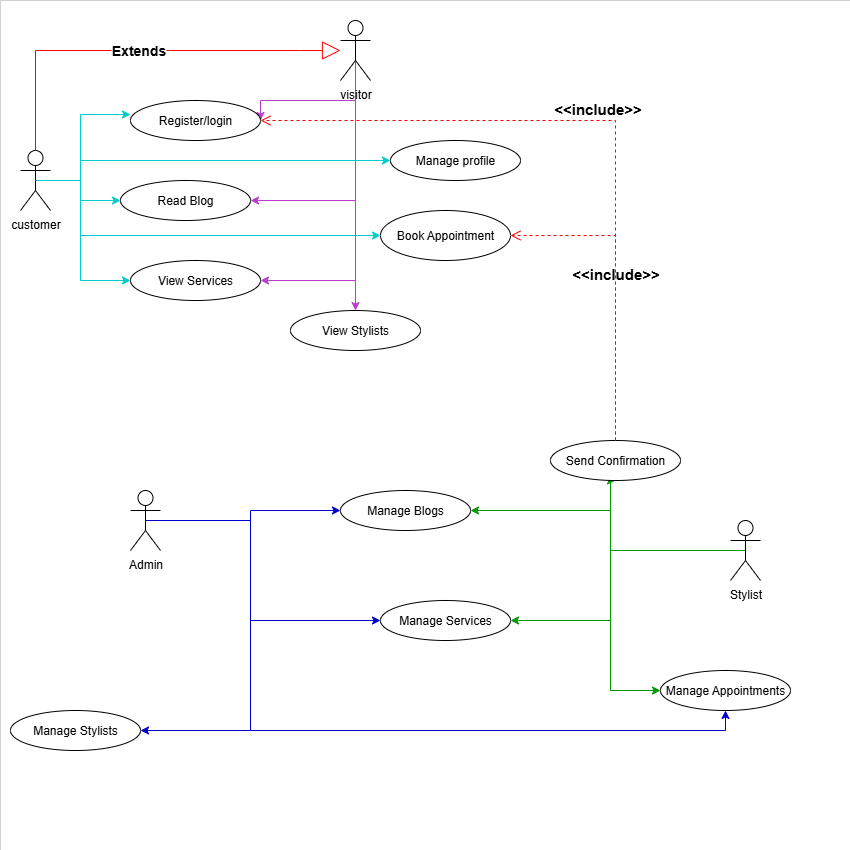 Extends
visitor
<<include>>
Register/login
Manage profile
Read Blog
customer
Book Appointment
<<include>>
View Services
View Stylists
Send Confirmation
Manage Blogs
Admin
Stylist
Manage Services
Manage Appointments
Manage Stylists